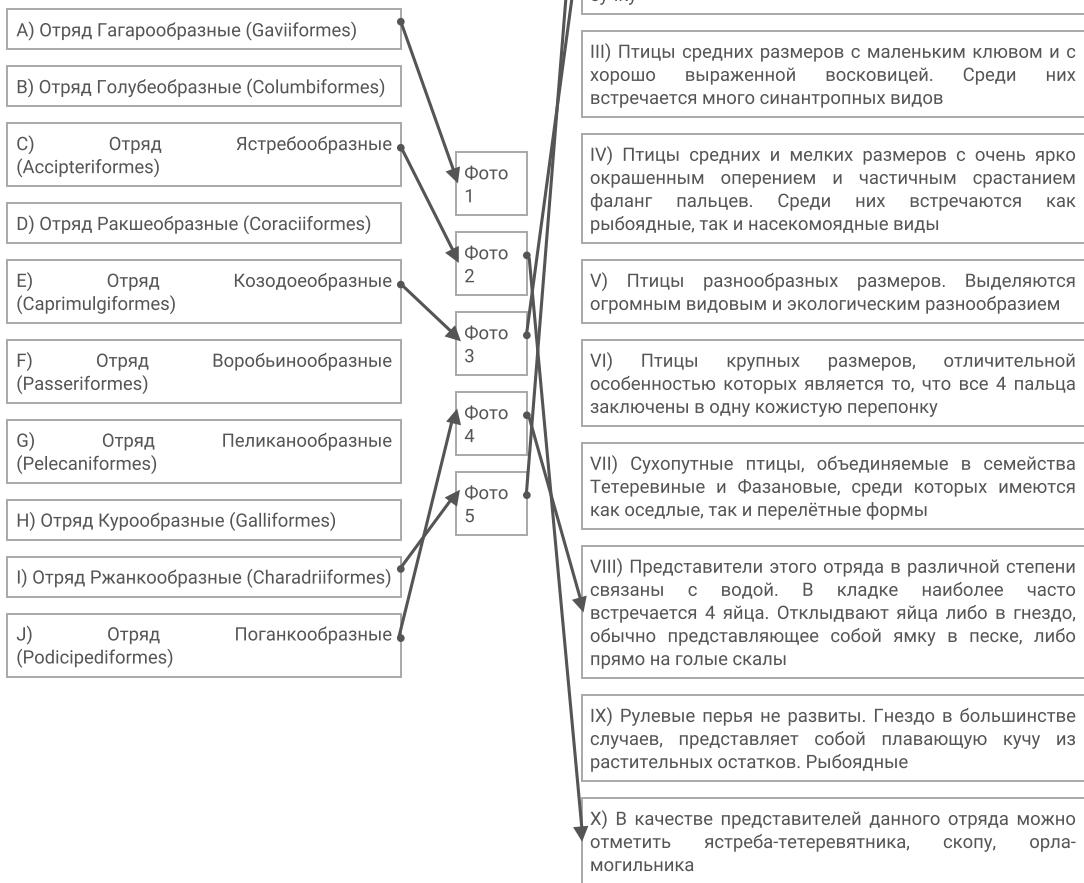 A) Отряд Гагарообразные (Gaviiformes)
B) Отряд Голубеобразные (Columbiformes)
C) Отряд Ястребообразные
(Accipteriformes)
D) Отряд Ракшеобразные (Coraciiformes)
E) Отряд Козодоеобразные
(Caprimulgiformes)
F) Отряд Воробьинообразные
(Passeriformes)
G) Отряд Пеликанообразные
(Pelecaniformes)
H) Отряд Курообразные (Galliformes)
I) Отряд Ржанкообразные (Charadriiformes)
J) Отряд Поганкообразные
(Podicipediformes)
Фото
1
Фото
2
Фото
3
Фото
4
Фото
5
III) Птицы средних размеров с маленьким клювом и с
хорошо выраженной восковицей. Среди них
встречается много синантропных видов
IV) Птицы средних и мелких размеров с очень ярко
окрашенным оперением и частичным срастанием
фаланг пальцев. Среди них встречаются как
рыбоядные, так и насекомоядные виды
V) Птицы разнообразных размеров. Выделяются
огромным видовым и экологическим разнообразием
VI) Птицы крупных размеров, отличительной
особенностью которых является то, что все 4 пальца
заключены в одну кожистую перепонку
VII) Сухопутные птицы, объединяемые в семейства
Тетеревиные и Фазановые, среди которых имеются
как оседлые, так и перелётные формы
VIII) Представители этого отряда в различной степени
связаны с водой. В кладке наиболее часто
встречается 4 яйца. Отклыдвают яйца либо в гнездо,
обычно представляющее собой ямку в песке, либо
прямо на голые скалы
IX) Рулевые перья не развиты. Гнездо в большинстве
случаев, представляет собой плавающую кучу из
растительных остатков. Рыбоядные
X) В качестве представителей данного отряда можно
отметить ястреба-тетеревятника, скопу, орла-
могильника